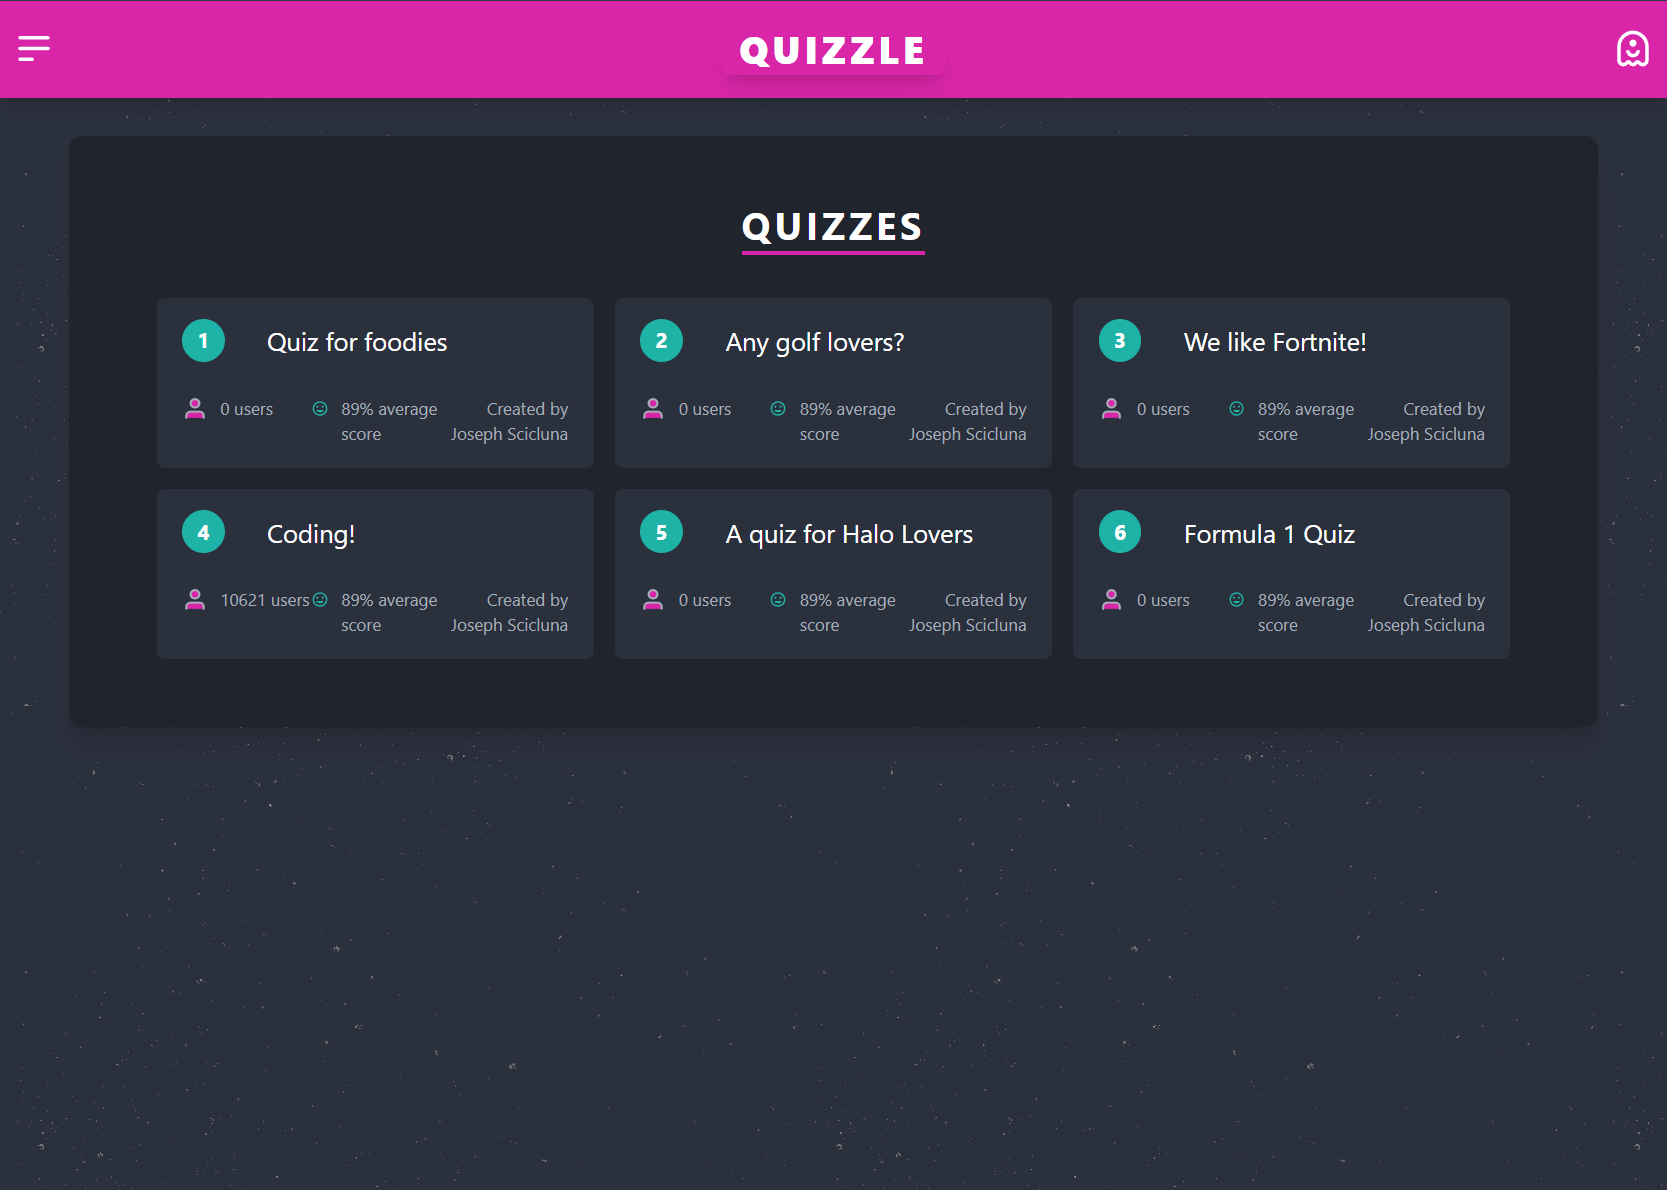 QUIZZLE
QUIZZES
1 Quiz for foodies
0 users 89% average score Created by Joseph Scicluna
2 Any golf lovers?
0 users 89% average score Created by Joseph Scicluna
3 We like Fortnite!
0 users 89% average score Created by Joseph Scicluna
4 Coding!
10621 users 89% average score Created by Joseph Scicluna
5 A quiz for Halo Lovers
0 users 89% average score Created by Joseph Scicluna
6 Formula 1 Quiz
0 users 89% average score Created by Joseph Scicluna